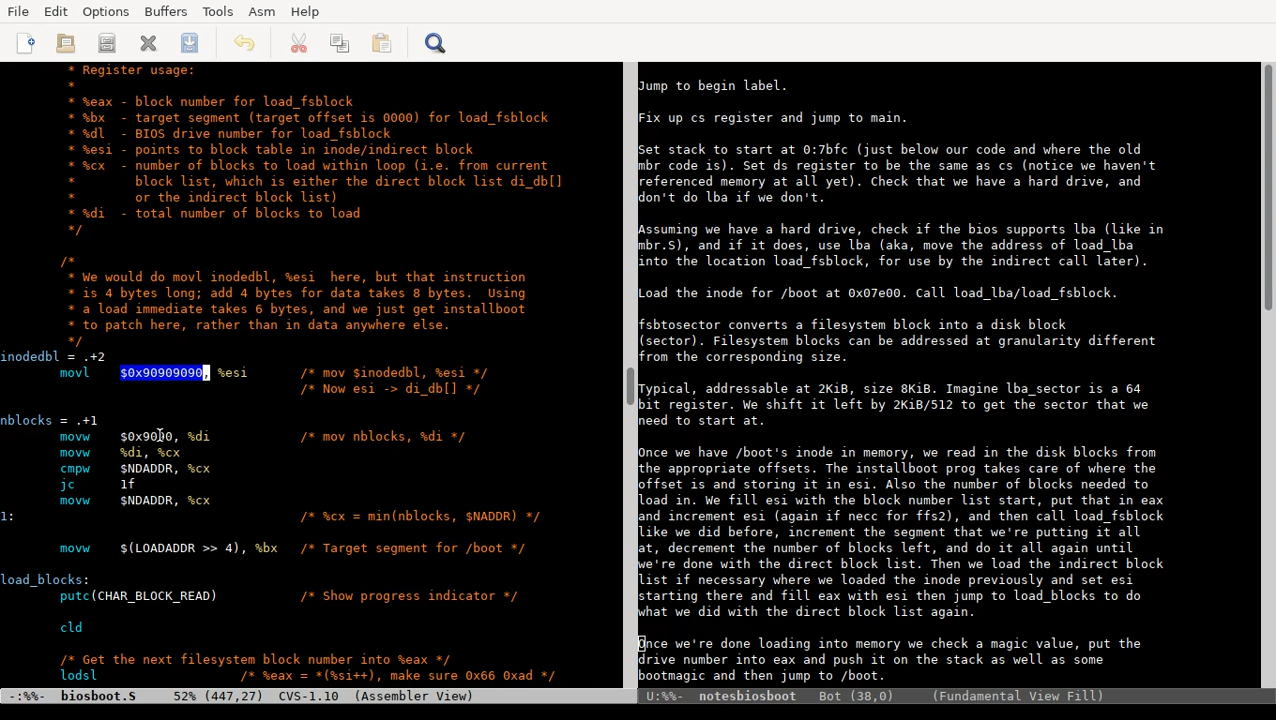 File Edit Options Buffers Tools Asm Help
* Register usage:
*
* %eax - block number for load_fsblock
* %bx  - target segment (target offset is 0000) for load_fsblock
* %dl  - BIOS drive number for load_fsblock
* %esi - points to block table in inode/indirect block
* %cx  - number of blocks to load within loop (i.e. from current
*        block list, which is either the direct block list di_db[]
*        or the indirect block list)
* %di  - total number of blocks to load
*/
/*
* We would do movl inodedbl, %esi  here, but that instruction
* is 4 bytes long; add 4 bytes for data takes 8 bytes.  Using
* a load immediate takes 6 bytes, and we just get installboot
* to patch here, rather than in data anywhere else.
*/
inodedbl = .+2
movl    $0x90909090, %esi       /* mov $inodedbl, %esi */
/* Now esi -> di_db[] */
nblocks = .+1
movw    $0x9090, %di            /* mov nblocks, %di */
movw    %di, %cx
cmpw    $NDADDR, %cx
jc      1f
movw    $NDADDR, %cx
1:                                      /* %cx = min(nblocks, $NADDR) */
movw    $(LOADADDR >> 4), %bx   /* Target segment for /boot */
load_blocks:
putc(CHAR_BLOCK_READ)           /* Show progress indicator */
cld
/* Get the next filesystem block number into %eax */
lodsl                   /* %eax = *(%si++), make sure 0x66 0xad */
-:%%-  biosboot.S     52% (447,27)   CVS-1.10  (Assembler View)
Jump to begin label.
Fix up cs register and jump to main.
Set stack to start at 0:7bfc (just below our code and where the old
mbr code is). Set ds register to be the same as cs (notice we haven't
referenced memory at all yet). Check that we have a hard drive, and
don't do lba if we don't.
Assuming we have a hard drive, check if the bios supports lba (like in
mbr.S), and if it does, use lba (aka, move the address of load_lba
into the location load_fsblock, for use by the indirect call later).
Load the inode for /boot at 0x07e00. Call load_lba/load_fsblock.
fsbtosector converts a filesystem block into a disk block
(sector). Filesystem blocks can be addressed at granularity different
from the corresponding size.
Typical, addressable at 2KiB, size 8KiB. Imagine lba_sector is a 64
bit register. We shift it left by 2KiB/512 to get the sector that we
need to start at.
Once we have /boot's inode in memory, we read in the disk blocks from
the appropriate offsets. The installboot prog takes care of where the
offset is and storing it in esi. Also the number of blocks needed to
load in. We fill esi with the block number list start, put that in eax
and increment esi (again if necc for ffs2), and then call load_fsblock
like we did before, increment the segment that we're putting it all
at, decrement the number of blocks left, and do it all again until
we're done with the direct block list. Then we load the indirect block
list if necessary where we loaded the inode previously and set esi
starting there and fill eax with esi then jump to load_blocks to do
what we did with the direct block list again.
Once we're done loading into memory we check a magic value, put the
drive number into eax and push it on the stack as well as some
bootmagic and then jump to /boot.
U:%%-  notesbiosboot   Bot (38,0)     (Fundamental View Fill)